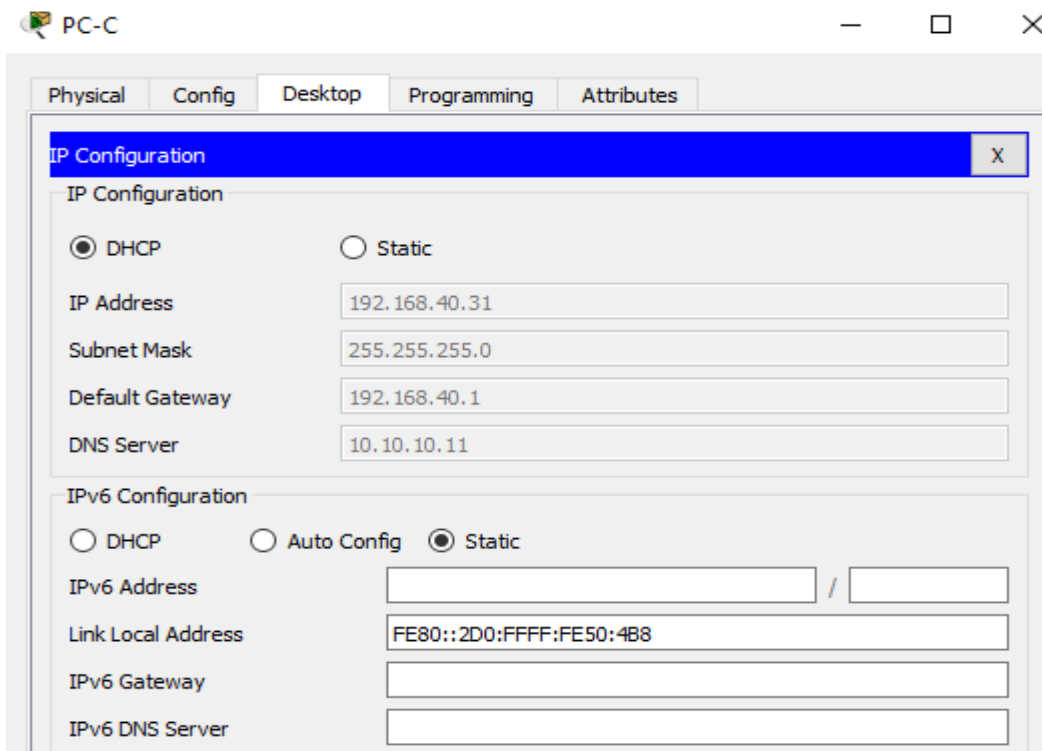 PC-C
Physical Config Desktop Programming Attributes
IP Configuration X
IP Configuration
DHCP Static
IP Address 192.168.40.31
Subnet Mask 255.255.255.0
Default Gateway 192.168.40.1
DNS Server 10.10.10.11
IPv6 Configuration
DHCP Auto Config Static
IPv6 Address /
Link Local Address FE80::2D0:FFFF:FE50:4B8
IPv6 Gateway
IPv6 DNS Server